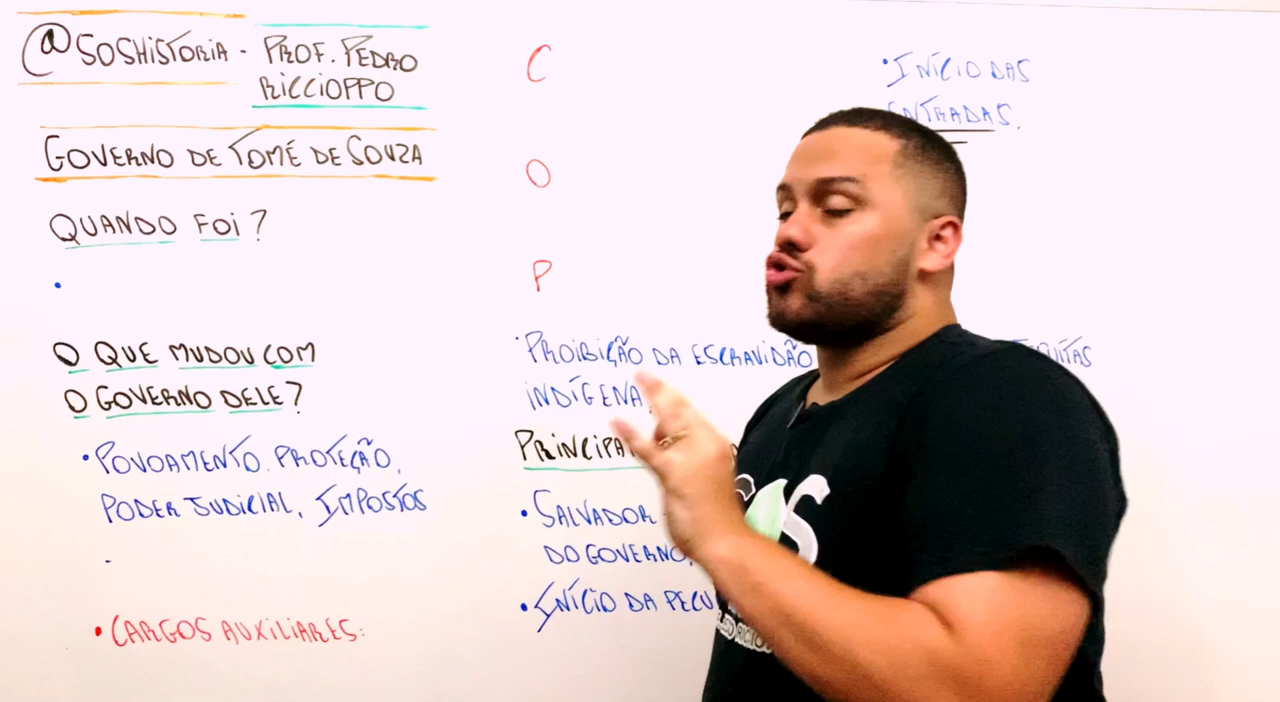 @SOSHISTORIA - PROF. PEDRO
RICCIOPPO
GOVERNO DE TOMÉ DE SOUZA
QUANDO FOI?
•
O QUE MUDOU COM
O GOVERNO DELE?
•POVOAMENTO. PROTEÇÃO,
PODER JUDICIAL, IMPOSTOS
-
•CARGOS AUXILIARES:
C
O
P
•PROIBIÇÃO DA ESCRAVIDÃO
INDÍGENA.
•SALVADOR
DO GOVERNO.
•INÍCIO DA
•INÍCIO DAS
ENTRADAS.